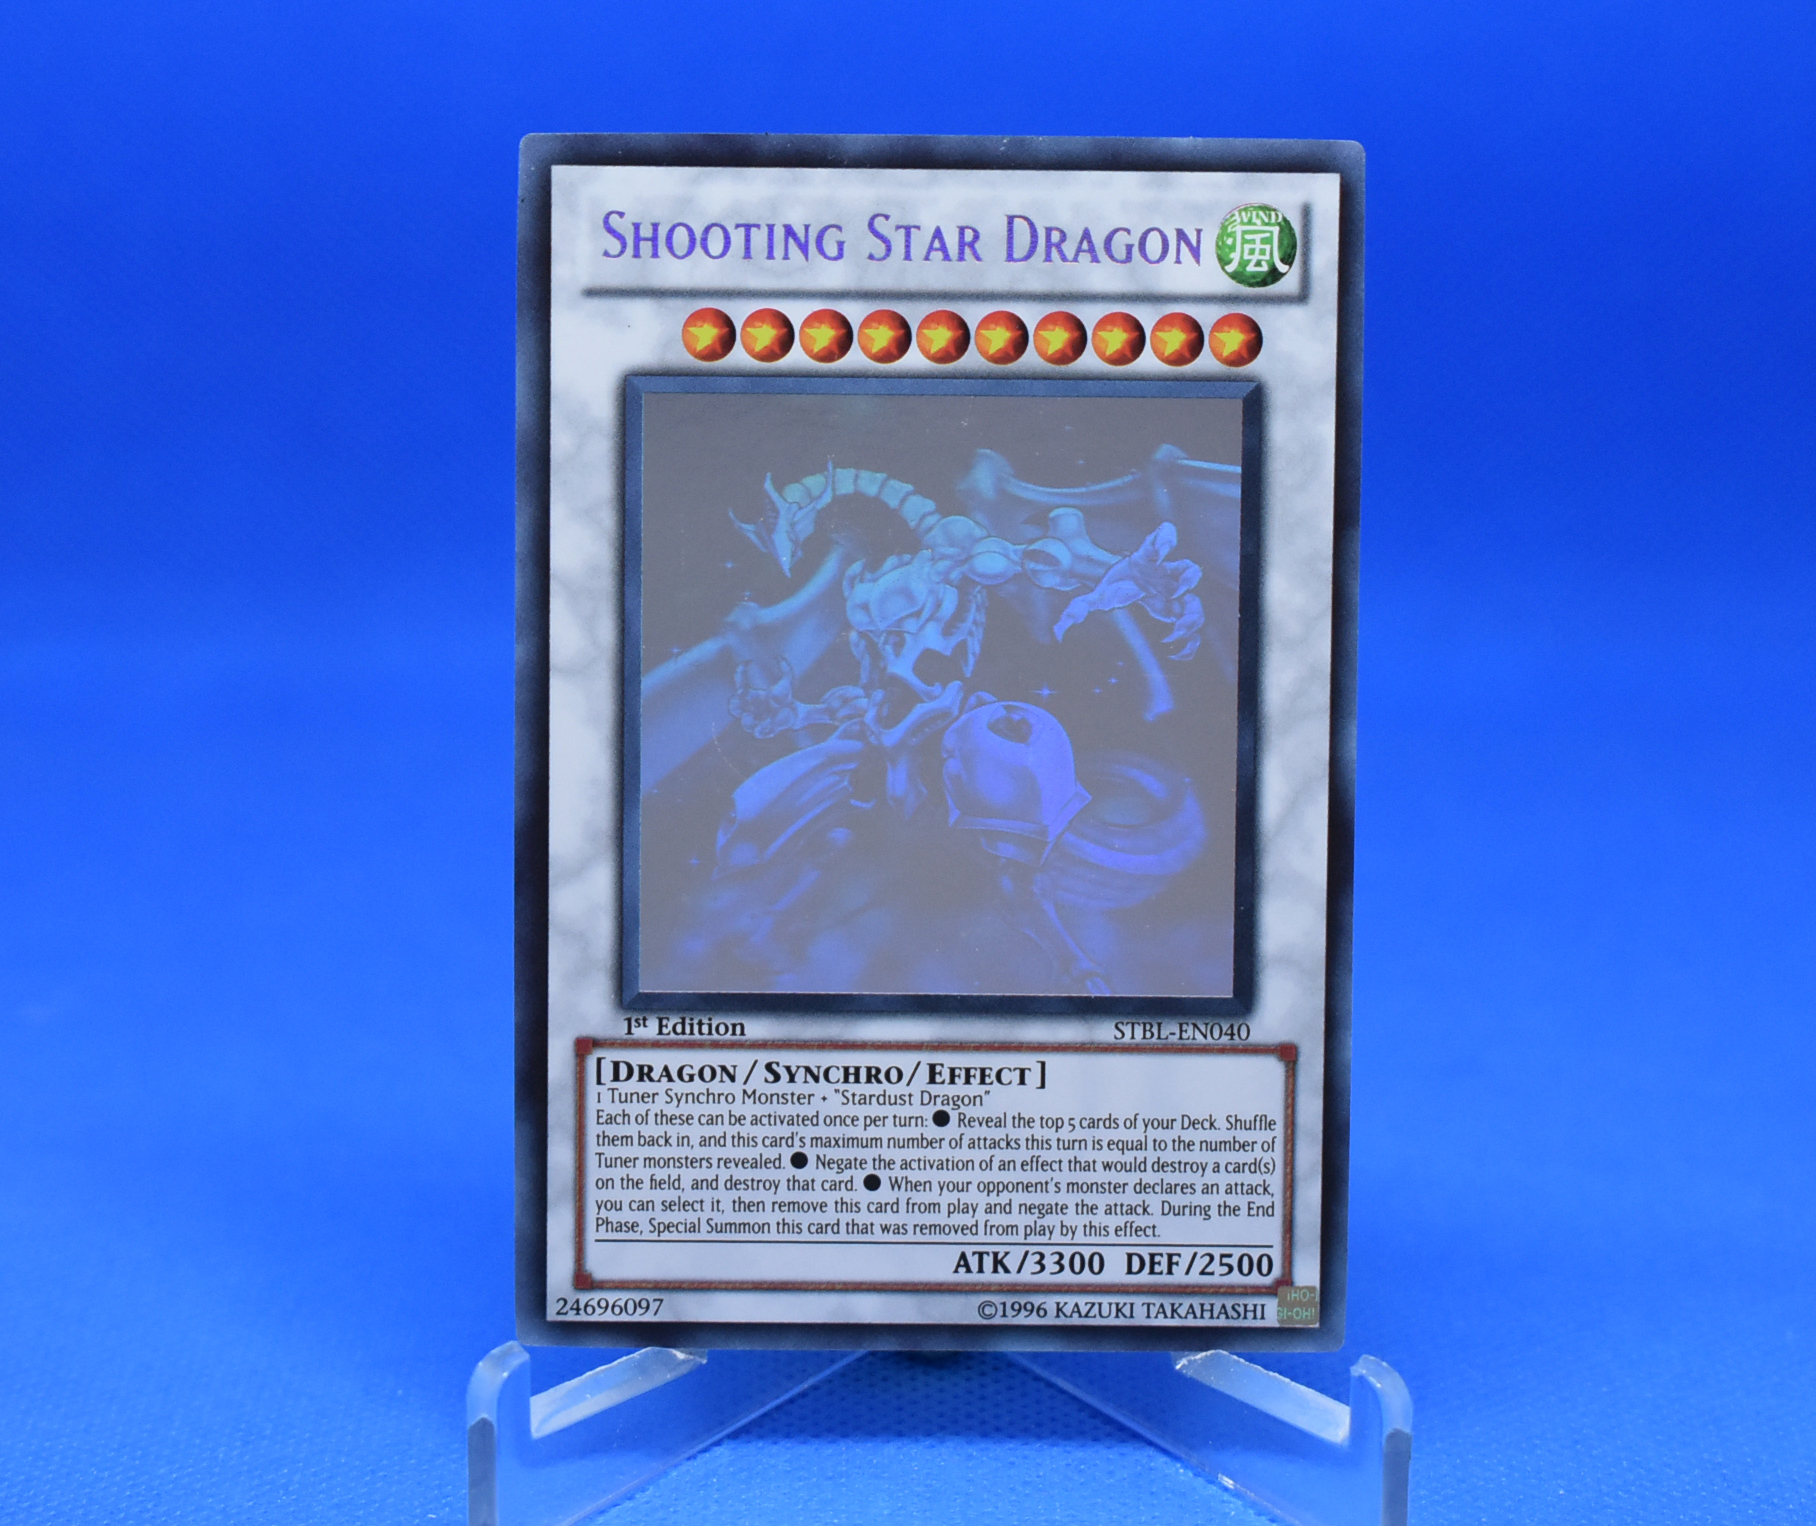 SHOOTING STAR DRAGON
WIND
風
1st Edition
STBL-EN040
[DRAGON/SYNCHRO/EFFECT]
1 Tuner Synchro Monster + "Stardust Dragon"
Each of these can be activated once per turn: ● Reveal the top 5 cards of your Deck. Shuffle
them back in, and this card's maximum number of attacks this turn is equal to the number of
Tuner monsters revealed. ● Negate the activation of an effect that would destroy a card(s)
on the field, and destroy that card. ● When your opponent's monster declares an attack,
you can select it, then remove this card from play and negate the attack. During the End
Phase, Special Summon this card that was removed from play by this effect.
ATK/3300 DEF/2500
24696097
©1996 KAZUKI TAKAHASHI
GI-OH!